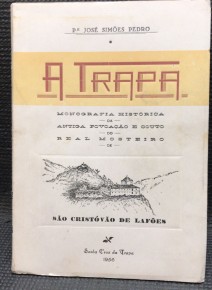 Pe. JOSÉ SIMÕES PEDRO
A TRAPA
MONOGRAFIA HISTÓRICA
DA
ANTIGA POVOAÇÃO E COUTO
DO
REAL MOSTEIRO
DE
SÃO CRISTÓVÃO DE LAFÕES
Santa Cruz da Trapa